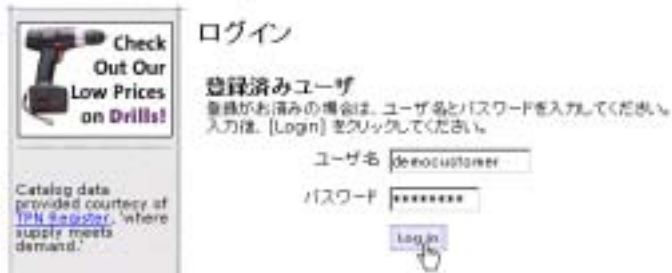 Check
Out Our
Low Prices
on Drills!
Catalog data
provided courtesy of
TPN Register, 'where
supply meets
demand.'
ログイン
登録済みユーザ
登録がお済みの場合は、ユーザ名とパスワードを入力してください。
入力後、[Login] をクリックしてください。
ユーザ名 democustomer
パスワード ********
Log in